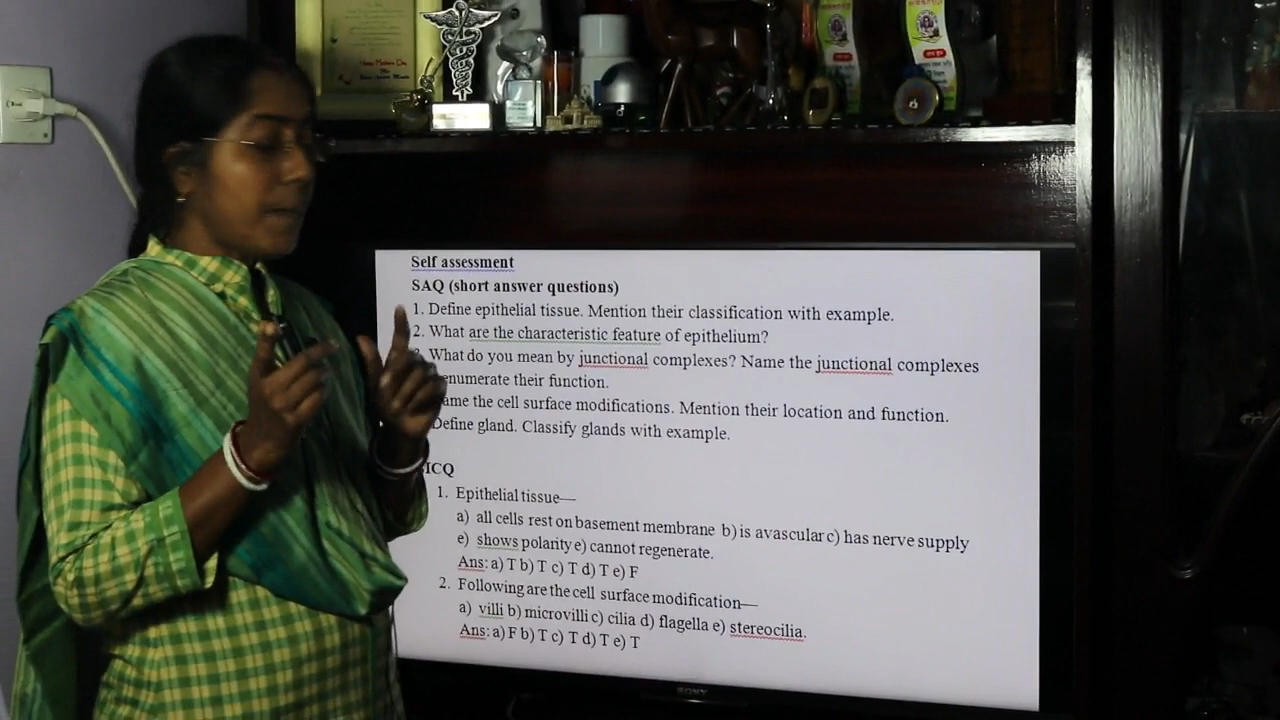 Self assessment
SAQ (short answer questions)
1. Define epithelial tissue. Mention their classification with example.
2. What are the characteristic feature of epithelium?
What do you mean by junctional complexes? Name the junctional complexes
enumerate their function.
the cell surface modifications. Mention their location and function.
Define gland. Classify glands with example.
1. Epithelial tissue—
a) all cells rest on basement membrane b) is avascular c) has nerve supply
e) shows polarity e) cannot regenerate.
Ans: a) T b) T c) T d) T e) F
2. Following are the cell surface modification—
a) villi b) microvilli c) cilia d) flagella e) stereocilia.
Ans: a) F b) T c) T d) T e) T
SONY